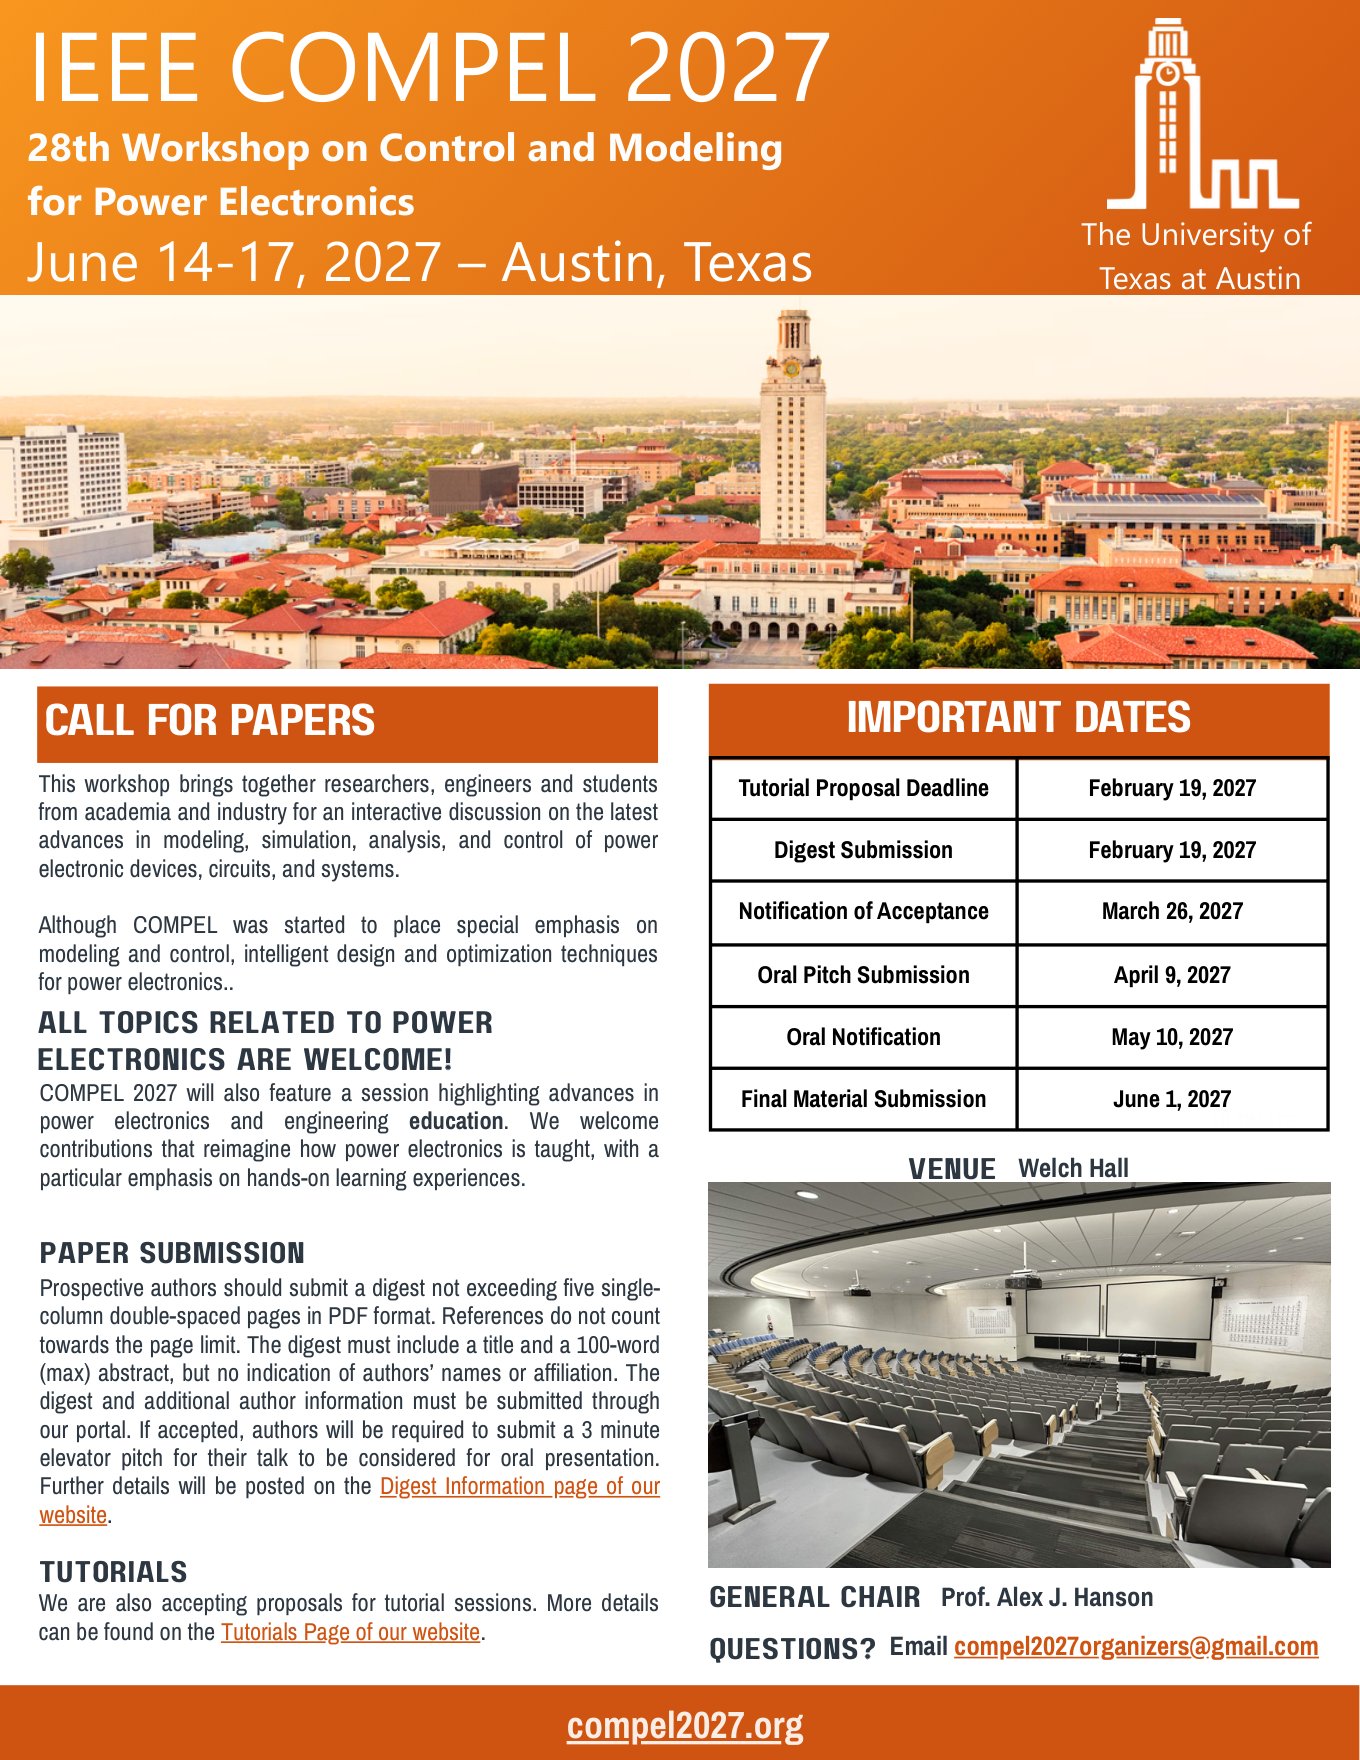 IEEE COMPEL 2027
28th Workshop on Control and Modeling
for Power Electronics
June 14-17, 2027 – Austin, Texas
The University of
Texas at Austin
CALL FOR PAPERS
This workshop brings together researchers, engineers and students
from academia and industry for an interactive discussion on the latest
advances in modeling, simulation, analysis, and control of power
electronic devices, circuits, and systems.
Although COMPEL was started to place special emphasis on
modeling and control, intelligent design and optimization techniques
for power electronics..
ALL TOPICS RELATED TO POWER
ELECTRONICS ARE WELCOME!
COMPEL 2027 will also feature a session highlighting advances in
power electronics and engineering education. We welcome
contributions that reimagine how power electronics is taught, with a
particular emphasis on hands-on learning experiences.
PAPER SUBMISSION
Prospective authors should submit a digest not exceeding five single-
column double-spaced pages in PDF format. References do not count
towards the page limit. The digest must include a title and a 100-word
(max) abstract, but no indication of authors’ names or affiliation. The
digest and additional author information must be submitted through
our portal. If accepted, authors will be required to submit a 3 minute
elevator pitch for their talk to be considered for oral presentation.
Further details will be posted on the Digest Information page of our
website.
TUTORIALS
We are also accepting proposals for tutorial sessions. More details
can be found on the Tutorials Page of our website.
IMPORTANT DATES
Tutorial Proposal Deadline February 19, 2027
Digest Submission February 19, 2027
Notification of Acceptance March 26, 2027
Oral Pitch Submission April 9, 2027
Oral Notification May 10, 2027
Final Material Submission June 1, 2027
VENUE Welch Hall
GENERAL CHAIR Prof. Alex J. Hanson
QUESTIONS? Email compel2027organizers@gmail.com
compel2027.org